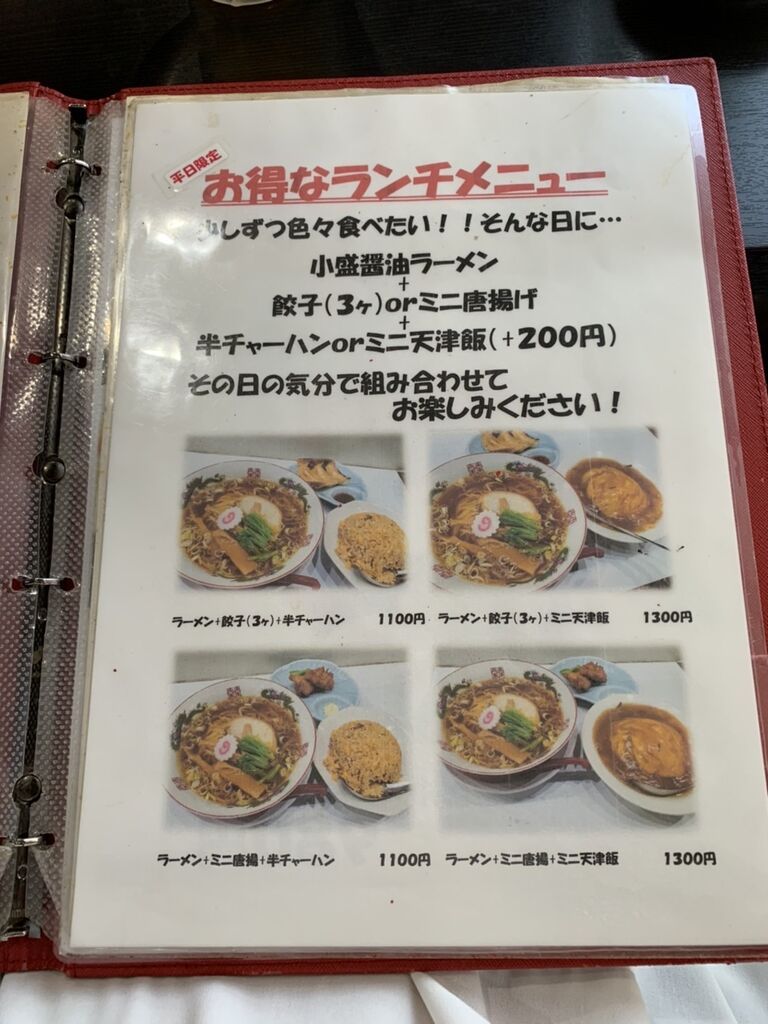 平日限定
お得なランチメニュー
少しずつ色々食べたい！！そんな日に…
小盛醤油ラーメン
+
餃子(3ヶ)orミニ唐揚げ
+
半チャーハンorミニ天津飯(+200円)
その日の気分で組み合わせて
お楽しみください！
ラーメン+餃子(3ヶ)+半チャーハン 1100円
ラーメン+餃子(3ヶ)+ミニ天津飯 1300円
ラーメン+ミニ唐揚+半チャーハン 1100円
ラーメン+ミニ唐揚+ミニ天津飯 1300円